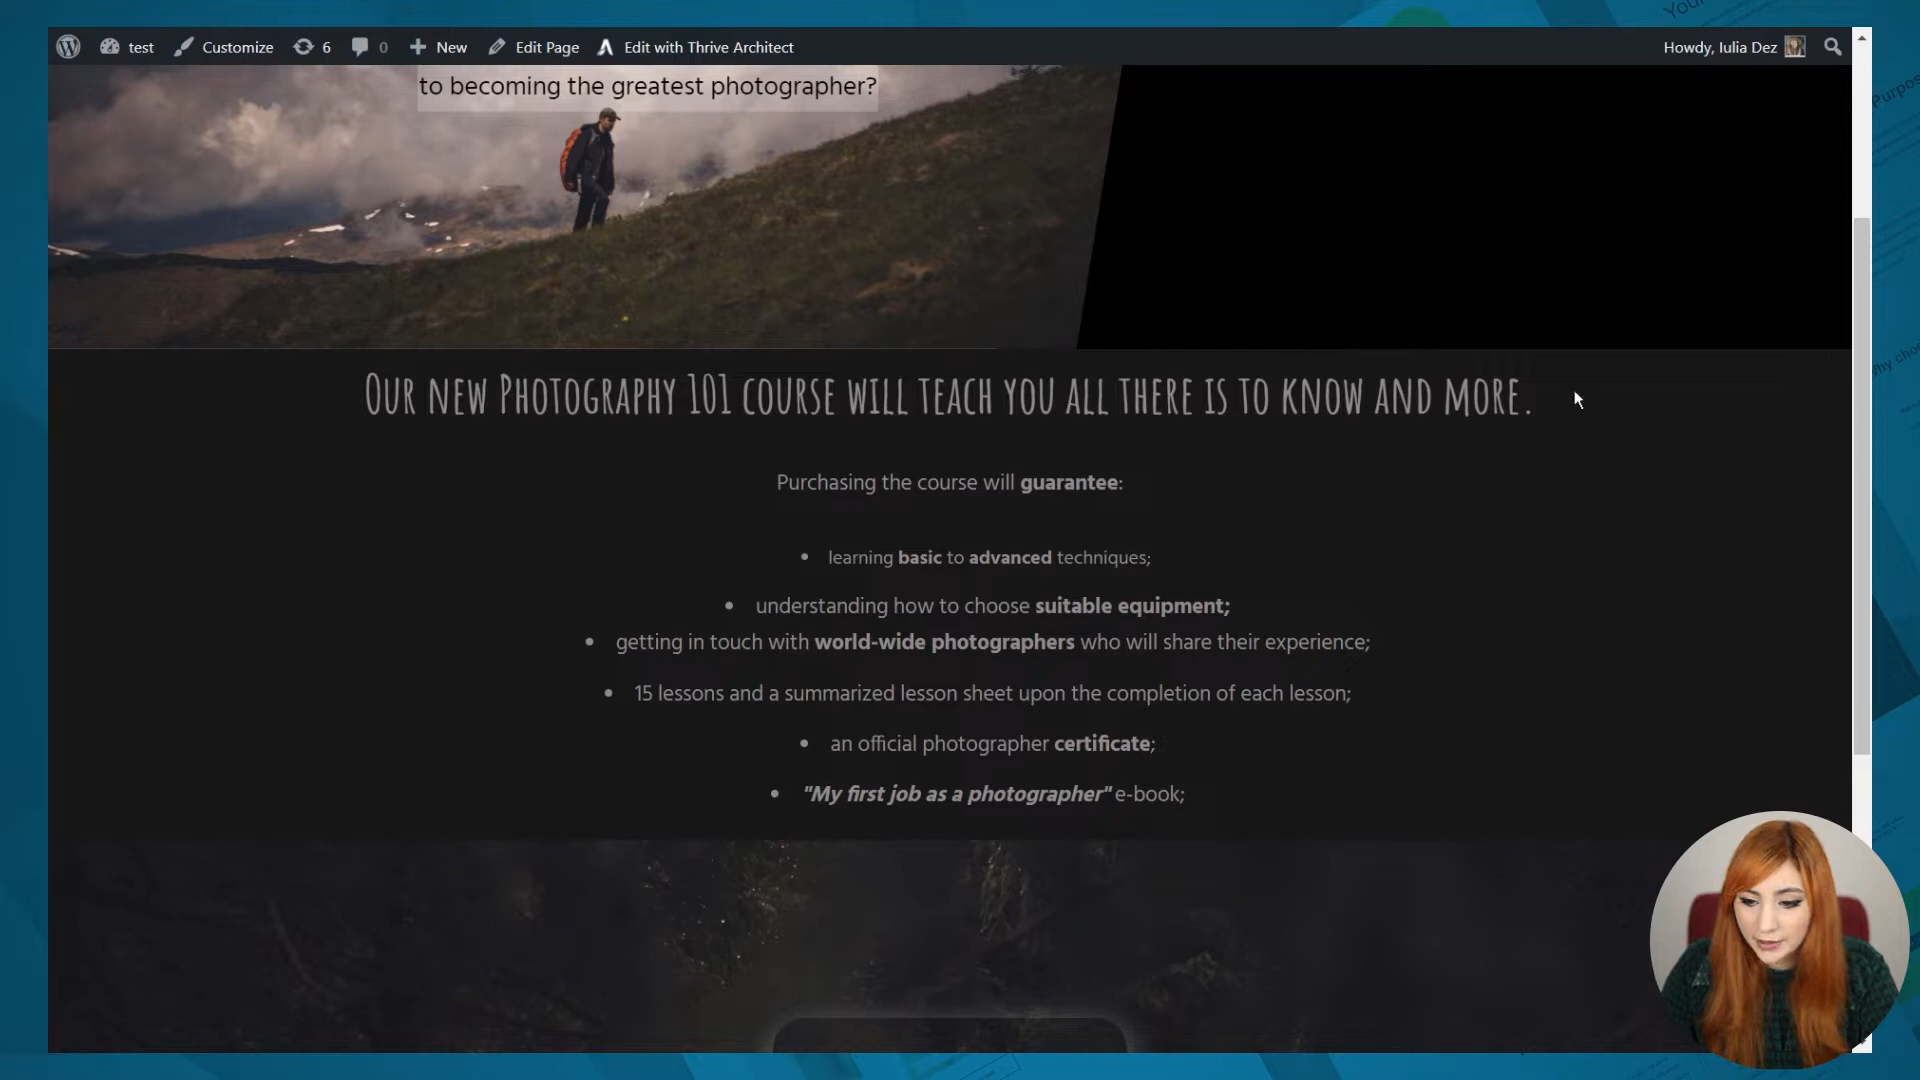 test Customize 6 0 New Edit Page Edit with Thrive Architect Howdy, Iulia Dez
to becoming the greatest photographer?
Our new Photography 101 course will teach you all there is to know and more.
Purchasing the course will guarantee:
• learning basic to advanced techniques;
• understanding how to choose suitable equipment;
• getting in touch with world-wide photographers who will share their experience;
• 15 lessons and a summarized lesson sheet upon the completion of each lesson;
• an official photographer certificate;
• "My first job as a photographer" e-book;